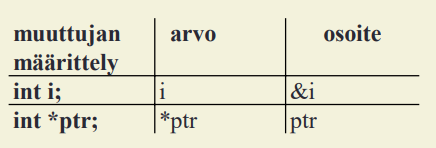 muuttujan määrittely arvo osoite
int i; i &i
int *ptr; *ptr ptr